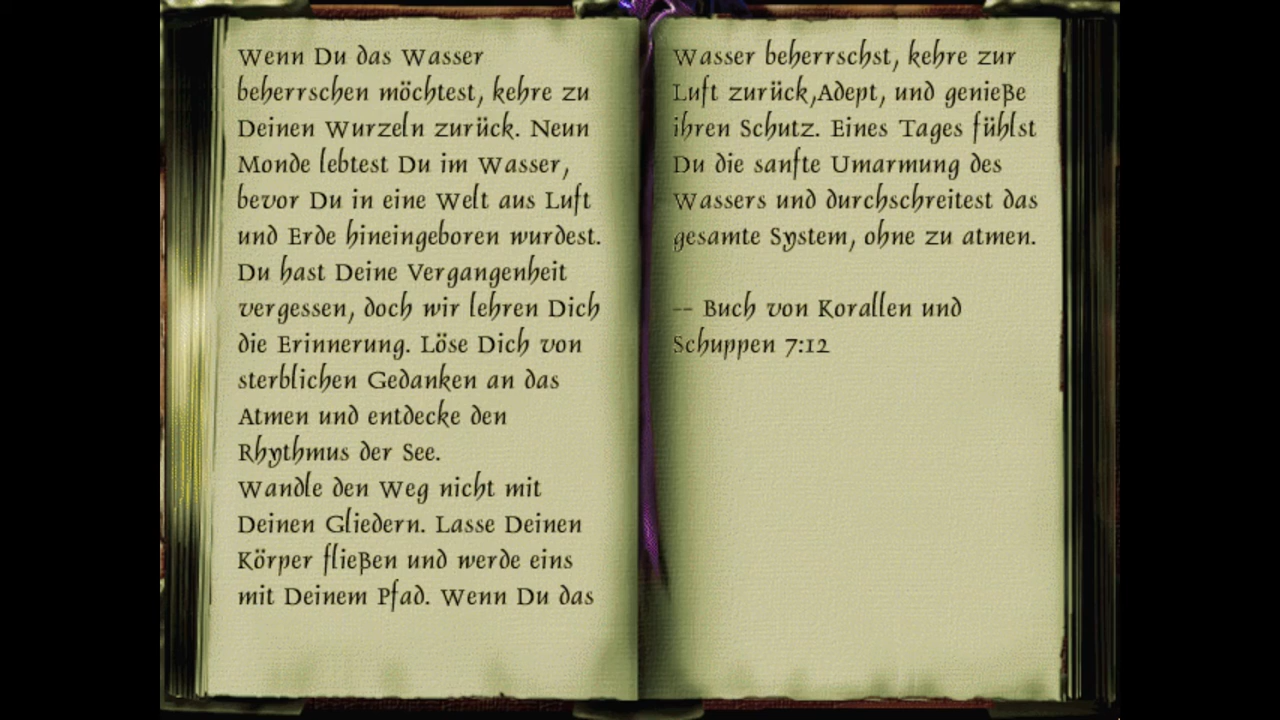 Wenn Du das Wasser
beherrschen möchtest, kehre zu
Deinen Wurzeln zurück. Neun
Monde lebtest Du im Wasser,
bevor Du in eine Welt aus Luft
und Erde hineingeboren wurdest.
Du hast Deine Vergangenheit
vergessen, doch wir lehren Dich
die Erinnerung. Löse Dich von
sterblichen Gedanken an das
Atmen und entdecke den
Rhythmus der See.
Wandle den Weg nicht mit
Deinen Gliedern. Lasse Deinen
Körper fließen und werde eins
mit Deinem Pfad. Wenn Du das
Wasser beherrschst, kehre zur
Luft zurück,Adept, und genieße
ihren Schutz. Eines Tages fühlst
Du die sanfte Umarmung des
Wassers und durchschreitest das
gesamte System, ohne zu atmen.
-- Buch von Korallen und
Schuppen 7:12